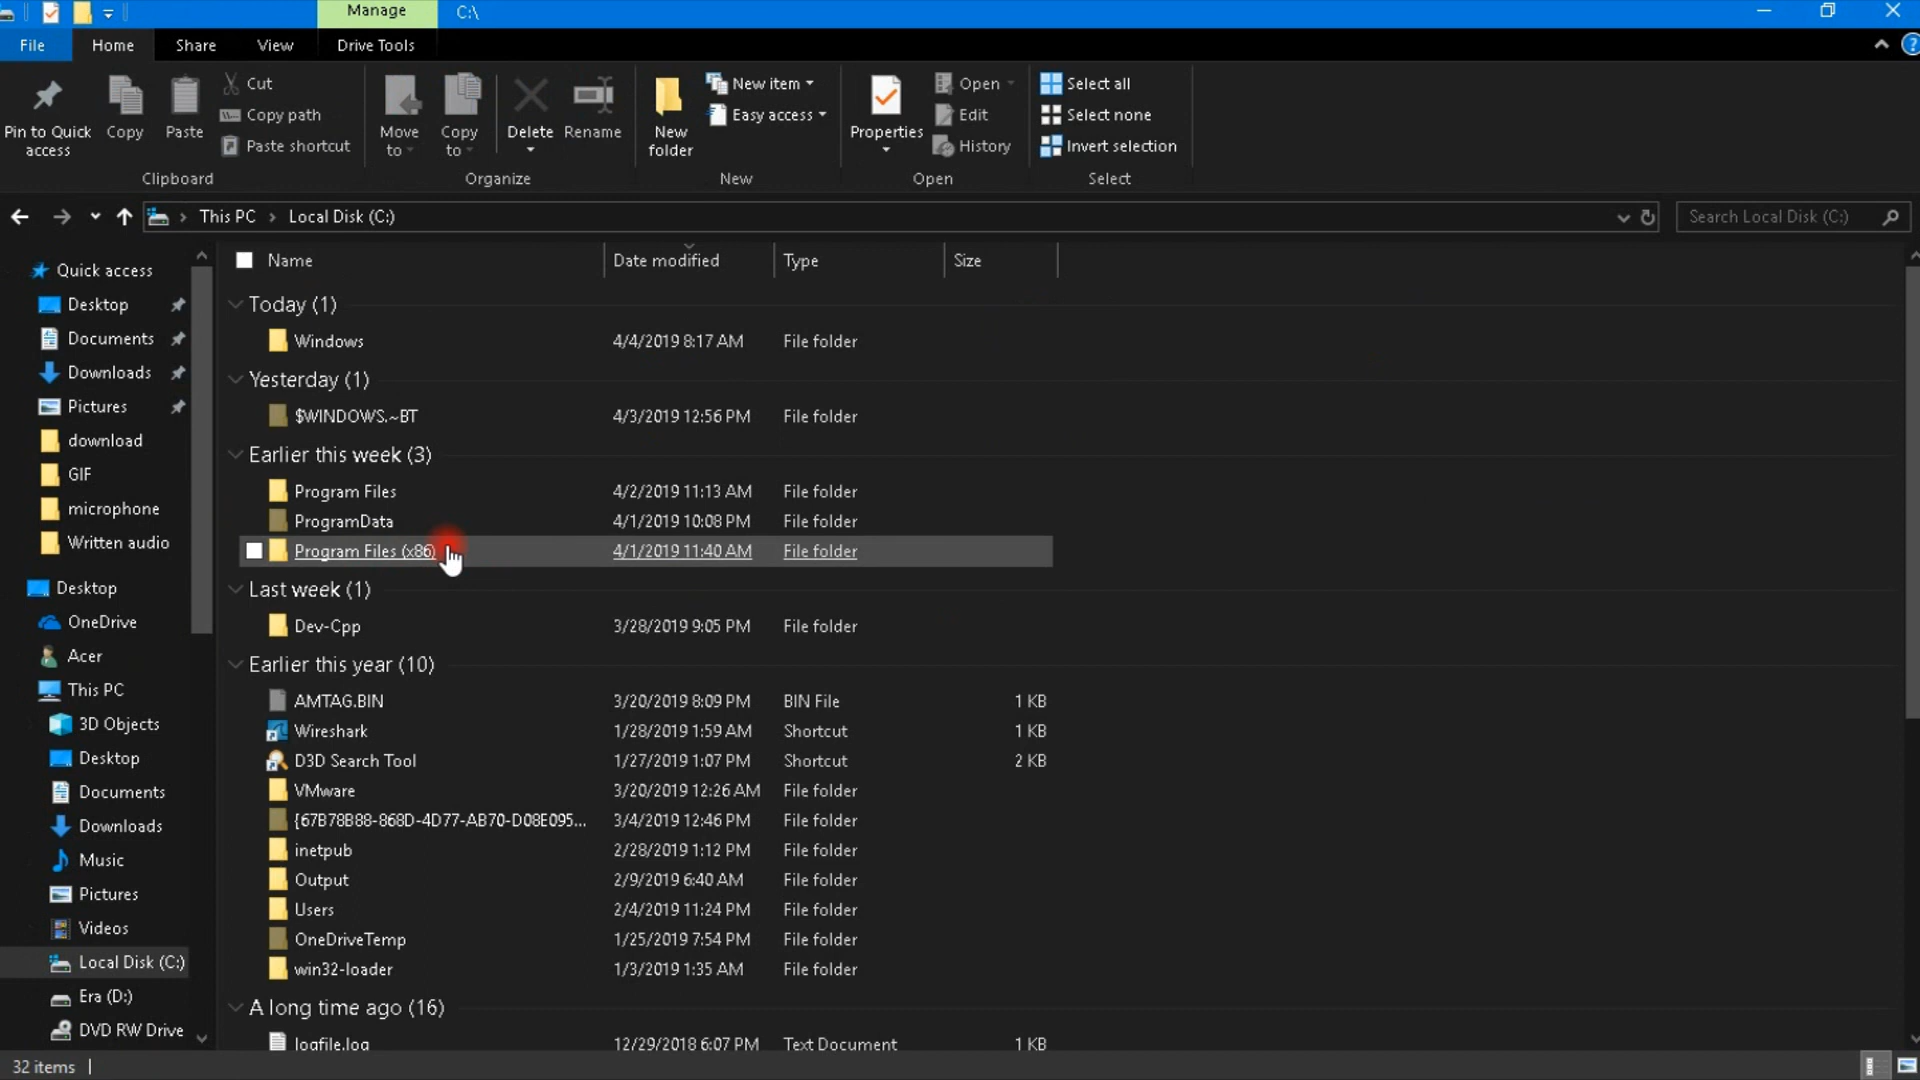 Manage C:\
File Home Share View Drive Tools
Pin to Quick access
Copy
Paste
Cut
Copy path
Paste shortcut
Clipboard
Move to
Copy to
Delete
Rename
Organize
New folder
New item
Easy access
New
Properties
Open
Edit
History
Open
Select all
Select none
Invert selection
Select
This PC Local Disk (C:)
Search Local Disk (C:)
Quick access
Desktop
Documents
Downloads
Pictures
download
GIF
microphone
Written audio
Desktop
OneDrive
Acer
This PC
3D Objects
Desktop
Documents
Downloads
Music
Pictures
Videos
Local Disk (C:)
Era (D:)
DVD RW Drive
Name Date modified Type Size
Today (1)
Windows 4/4/2019 8:17 AM File folder
Yesterday (1)
$WINDOWS.~BT 4/3/2019 12:56 PM File folder
Earlier this week (3)
Program Files 4/2/2019 11:13 AM File folder
ProgramData 4/1/2019 10:08 PM File folder
Program Files (x86) 4/1/2019 11:40 AM File folder
Last week (1)
Dev-Cpp 3/28/2019 9:05 PM File folder
Earlier this year (10)
AMTAG.BIN 3/20/2019 8:09 PM BIN File 1 KB
Wireshark 1/28/2019 1:59 AM Shortcut 1 KB
D3D Search Tool 1/27/2019 1:07 PM Shortcut 2 KB
VMware 3/20/2019 12:26 AM File folder
{67B78B88-868D-4D77-AB70-D08E095... 3/4/2019 12:46 PM File folder
inetpub 2/28/2019 1:12 PM File folder
Output 2/9/2019 6:40 AM File folder
Users 2/4/2019 11:24 PM File folder
OneDriveTemp 1/25/2019 7:54 PM File folder
win32-loader 1/3/2019 1:35 AM File folder
A long time ago (16)
logfile.log 12/29/2018 6:07 PM Text Document 1 KB
32 items